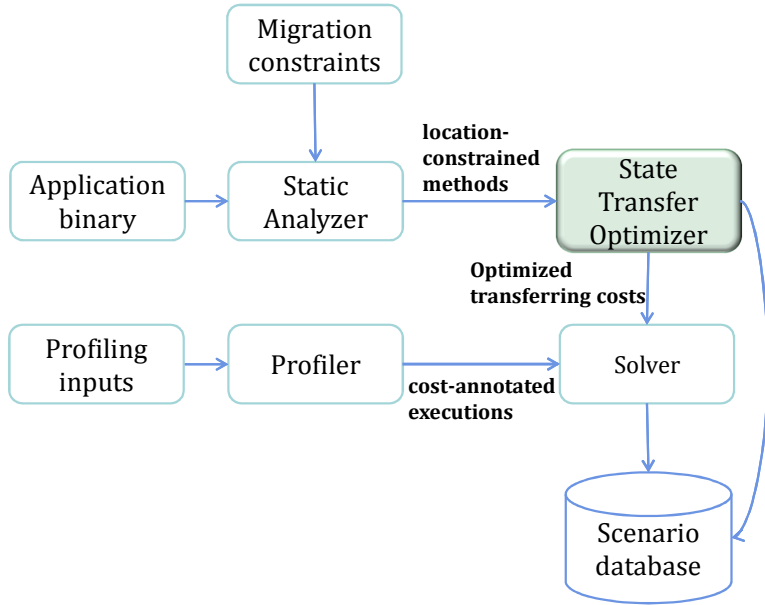 Migration
constraints
location-
constrained
methods
Application
binary
Static
Analyzer
State
Transfer
Optimizer
Optimized
transferring costs
Profiling
inputs
Profiler
Solver
cost-annotated
executions
Scenario
database